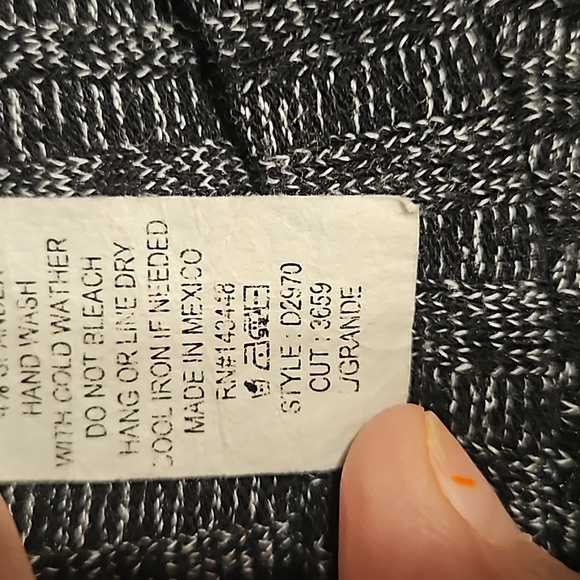 HAND WASH
WITH COLD WATHER
DO NOT BLEACH
HANG OR LINE DRY
COOL IRON IF NEEDED
MADE IN MEXICO
RN#143448
STYLE : D2970
CUT : 3659
L/GRANDE